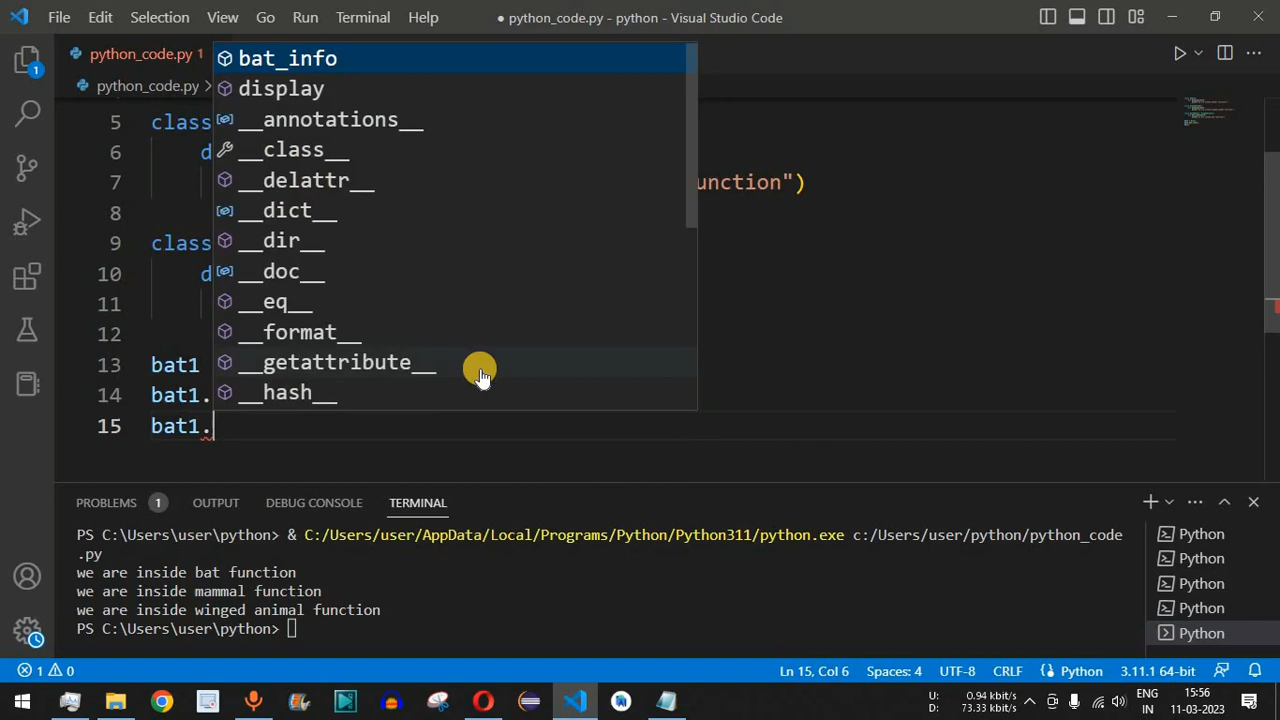 File Edit Selection View Go Run Terminal Help
● python_code.py - python - Visual Studio Code
python_code.py 1
python_code.py >
bat_info
display
__annotations__
__class__
__delattr__
__dict__
__dir__
__doc__
__eq__
__format__
__getattribute__
__hash__
5 class
6 d
7 unction")
8
9 class
10 d
11
12
13 bat1
14 bat1.
15 bat1.
PROBLEMS 1 OUTPUT DEBUG CONSOLE TERMINAL
PS C:\Users\user\python> & C:/Users/user/AppData/Local/Programs/Python/Python311/python.exe c:/Users/user/python/python_code
.py
we are inside bat function
we are inside mammal function
we are inside winged animal function
PS C:\Users\user\python>
Python
Python
Python
Python
Python
1
1 0
Ln 15, Col 6 Spaces: 4 UTF-8 CRLF Python 3.11.1 64-bit
U: 0.94 kB/s
D: 73.33 kB/s
ENG
IN
15:56
11-03-2023